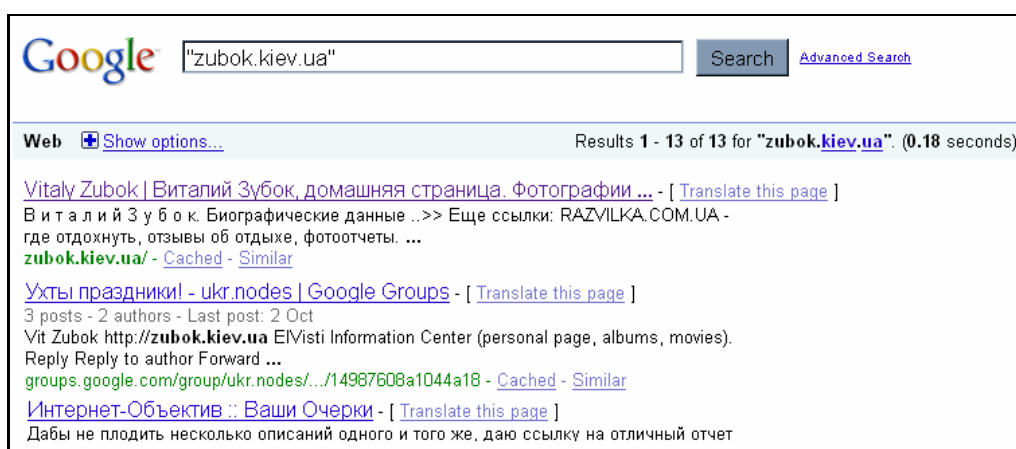 Google "zubok.kiev.ua" Search Advanced Search
Web Show options... Results 1 - 13 of 13 for "zubok.kiev.ua". (0.18 seconds)
Vitaly Zubok | Виталий Зубок, домашняя страница. Фотографии ... - [ Translate this page ]
В и т а л и й З у б о к. Биографические данные ..>> Еще ссылки: RAZVILKA.COM.UA -
где отдохнуть, отзывы об отдыхе, фотоотчеты. ...
zubok.kiev.ua/ - Cached - Similar
Ухты праздники! - ukr.nodes | Google Groups - [ Translate this page ]
3 posts - 2 authors - Last post: 2 Oct
Vit Zubok http://zubok.kiev.ua ElVisti Information Center (personal page, albums, movies).
Reply Reply to author Forward ...
groups.google.com/group/ukr.nodes/.../14987608a1044a18 - Cached - Similar
Интернет-Объектив :: Ваши Очерки - [ Translate this page ]
Дабы не плодить несколько описаний одного и того же, даю ссылку на отличный отчет